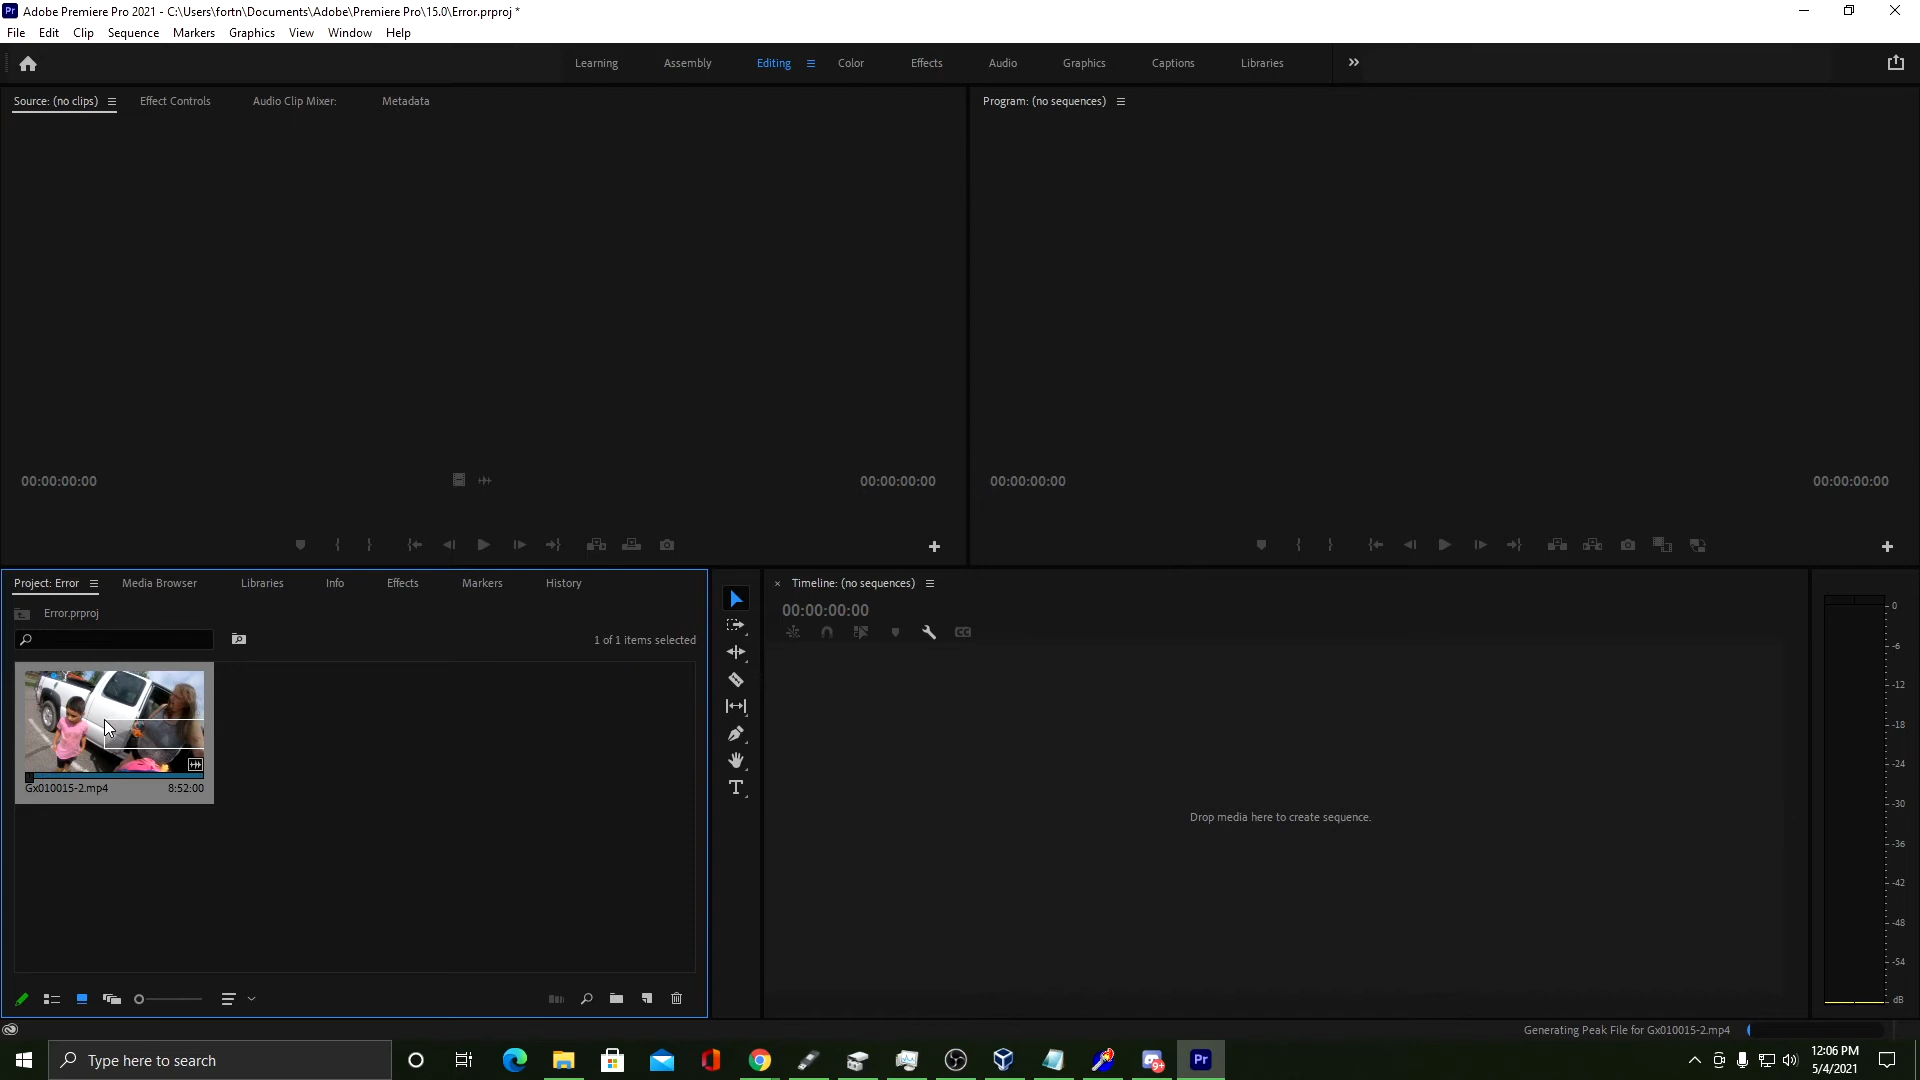 Pr Adobe Premiere Pro 2021 - C:\Users\fortn\Documents\Adobe\Premiere Pro\15.0\Error.prproj *
File Edit Clip Sequence Markers Graphics View Window Help
Learning Assembly Editing Color Effects Audio Graphics Captions Libraries
Source: (no clips) Effect Controls Audio Clip Mixer: Metadata
Program: (no sequences)
00:00:00:00 00:00:00:00
00:00:00:00 00:00:00:00
Project: Error Media Browser Libraries Info Effects Markers History
Error.prproj
1 of 1 items selected
Gx010015-2.mp4 8:52:00
× Timeline: (no sequences)
00:00:00:00
CC
T
Drop media here to create sequence.
0
-6
-12
-18
-24
-30
-36
-42
-48
-54
dB
Generating Peak File for Gx010015-2.mp4
Type here to search
9+
Pr
12:06 PM
5/4/2021